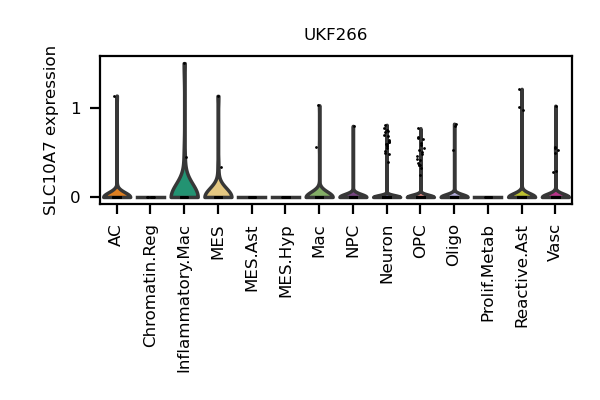 UKF266
SLC10A7 expression
1
0
AC
Chromatin.Reg
Inflammatory.Mac
MES
MES.Ast
MES.Hyp
Mac
NPC
Neuron
OPC
Oligo
Prolif.Metab
Reactive.Ast
Vasc